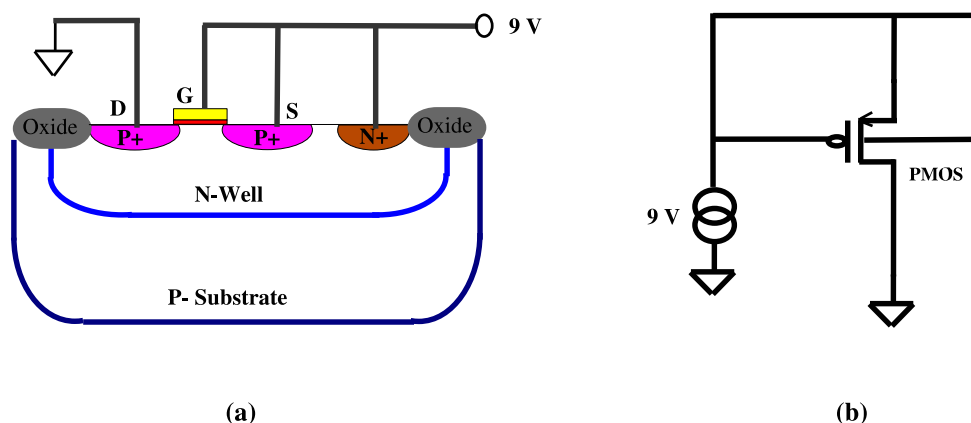 9 V
D
G
S
Oxide
P+
P+
N+
Oxide
N-Well
P- Substrate
(a)
PMOS
9 V
(b)